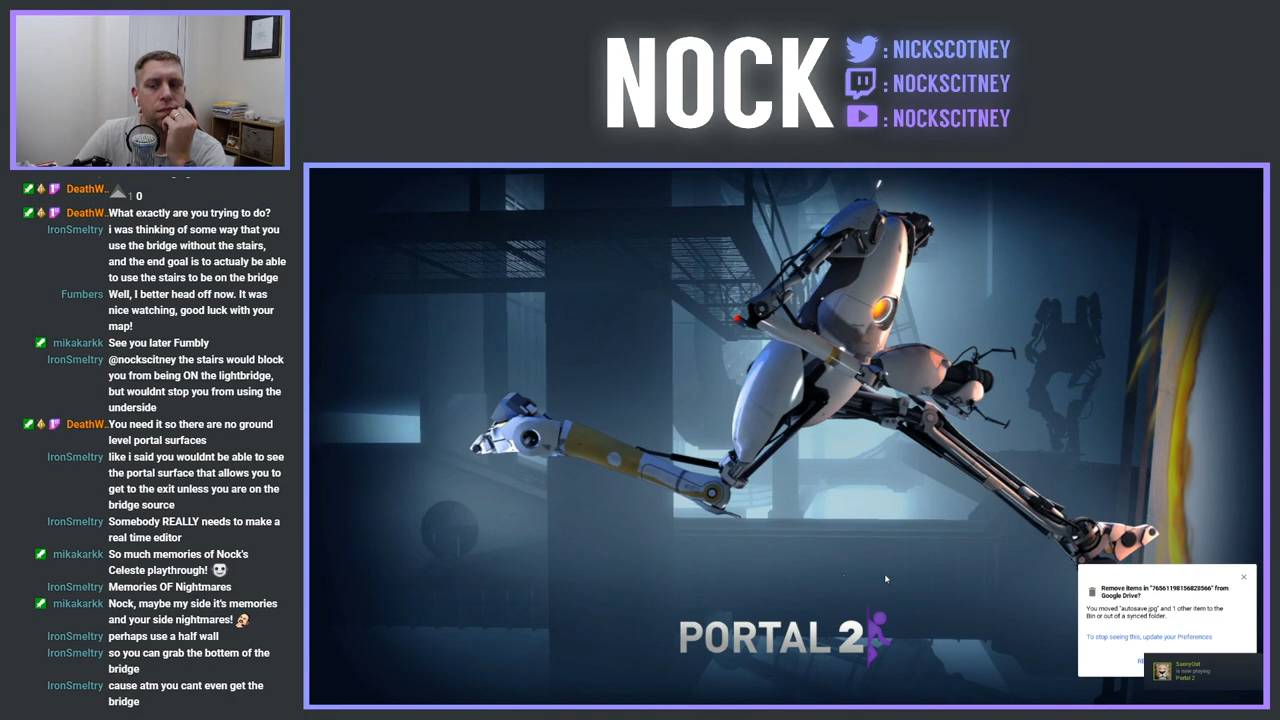 NOCK
: NICKSCOTNEY
: NOCKSCITNEY
: NOCKSCITNEY
DeathW.. 1 0
DeathW.. What exactly are you trying to do?
IronSmeltry i was thinking of some way that you
use the bridge without the stairs,
and the end goal is to actualy be able
to use the stairs to be on the bridge
Fumbers Well, I better head off now. It was
nice watching, good luck with your
map!
mikakarkk See you later Fumbly
IronSmeltry @nockscitney the stairs would block
you from being ON the lightbridge,
but wouldnt stop you from using the
underside
DeathW.. You need it so there are no ground
level portal surfaces
IronSmeltry like i said you wouldnt be able to see
the portal surface that allows you to
get to the exit unless you are on the
bridge source
IronSmeltry Somebody REALLY needs to make a
real time editor
mikakarkk So much memories of Nock's
Celeste playthrough!
IronSmeltry Memories OF Nightmares
mikakarkk Nock, maybe my side it's memories
and your side nightmares!
IronSmeltry perhaps use a half wall
IronSmeltry so you can grab the bottem of the
bridge
IronSmeltry cause atm you cant even get the
bridge
PORTAL 2
Remove items in "76561198156828566" from
Google Drive?
You moved "autosave.jpg" and 1 other item to the
Bin or out of a synced folder.
To stop seeing this, update your Preferences
RE
is now playing
Portal 2